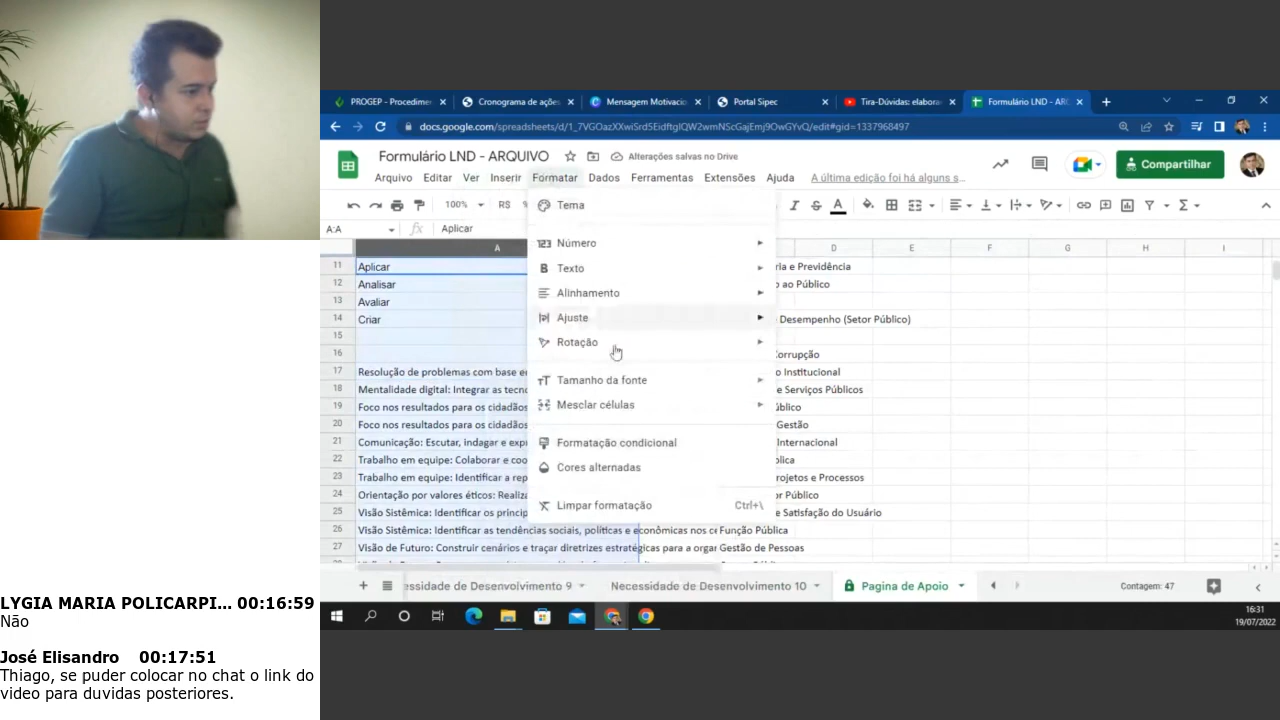 PROGEP - Procedime
Cronograma de açõe
Mensagem Motivaci
Portal Sipec
Tira-Dúvidas: elabora
Formulário LND - ARQ
docs.google.com/spreadsheets/d/1_7VGOazXXwiSrd5EidftgIQW2wmNScGajEmj9OwGYvQ/edit#gid=1337968497
Formulário LND - ARQUIVO
Alterações salvas no Drive
Arquivo Editar Ver Inserir Formatar Dados Ferramentas Extensões Ajuda
A última edição foi há alguns s...
Compartilhar
100% R$ %
A:A
Aplicar
A D E F G H I
Tema
Número
Texto
Alinhamento
Ajuste
Rotação
Tamanho da fonte
Mesclar células
Formatação condicional
Cores alternadas
Limpar formatação Ctrl+\
11 Aplicar ria e Previdência
12 Analisar o ao Público
13 Avaliar
14 Criar Desempenho (Setor Público)
15
16 Corrupção
17 Resolução de problemas com base e o Institucional
18 Mentalidade digital: Integrar as tecn e Serviços Públicos
19 Foco nos resultados para os cidadãos úblico
20 Foco nos resultados para os cidadãos Gestão
21 Comunicação: Escutar, indagar e expr Internacional
22 Trabalho em equipe: Colaborar e coo blica
23 Trabalho em equipe: Identificar a rep rojetos e Processos
24 Orientação por valores éticos: Realiza or Público
25 Visão Sistêmica: Identificar os princip e Satisfação do Usuário
26 Visão Sistêmica: Identificar as tendências sociais, políticas e econômicas nos ce Função Pública
27 Visão de Futuro: Construir cenários e traçar diretrizes estratégicas para a organ Gestão de Pessoas
essidade de Desenvolvimento 9
Necessidade de Desenvolvimento 10
Pagina de Apoio
Contagem: 47
16:31
19/07/2022
LYGIA MARIA POLICARPI... 00:16:59
Não
José Elisandro 00:17:51
Thiago, se puder colocar no chat o link do
video para duvidas posteriores.